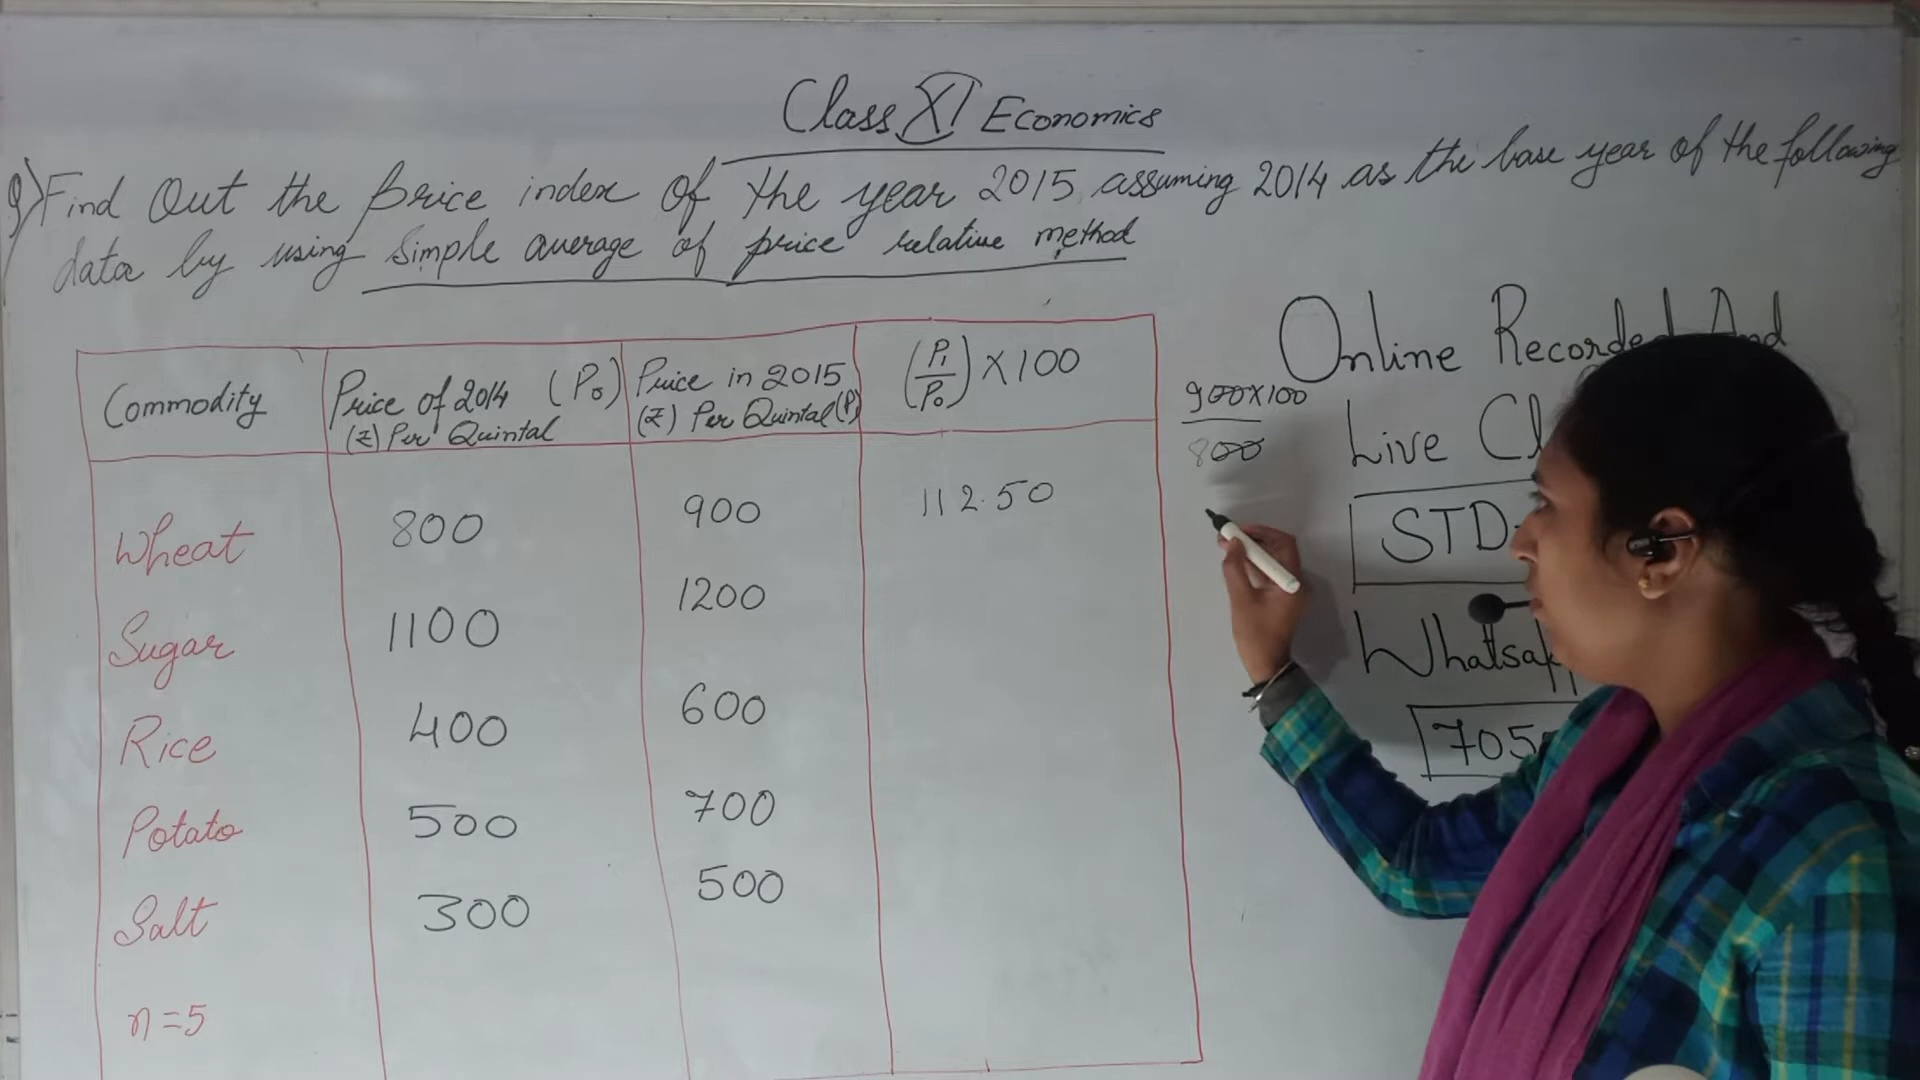 Class XI Economics
Q) Find Out the price index of the year 2015, assuming 2014 as the base year of the following
data by using simple average of price relative method
Online Recorded And
Live Cl
STD-
Whatsap
705
Commodity
Price of 2014 (P₀)
(₹) Per Quintal
Price in 2015
(₹) Per Quintal (P₁
(P₁/P₀) X 100
900X100
800
Wheat 800 900 112.50
Sugar 1100 1200
Rice 400 600
Potato 500 700
Salt 300 500
n = 5